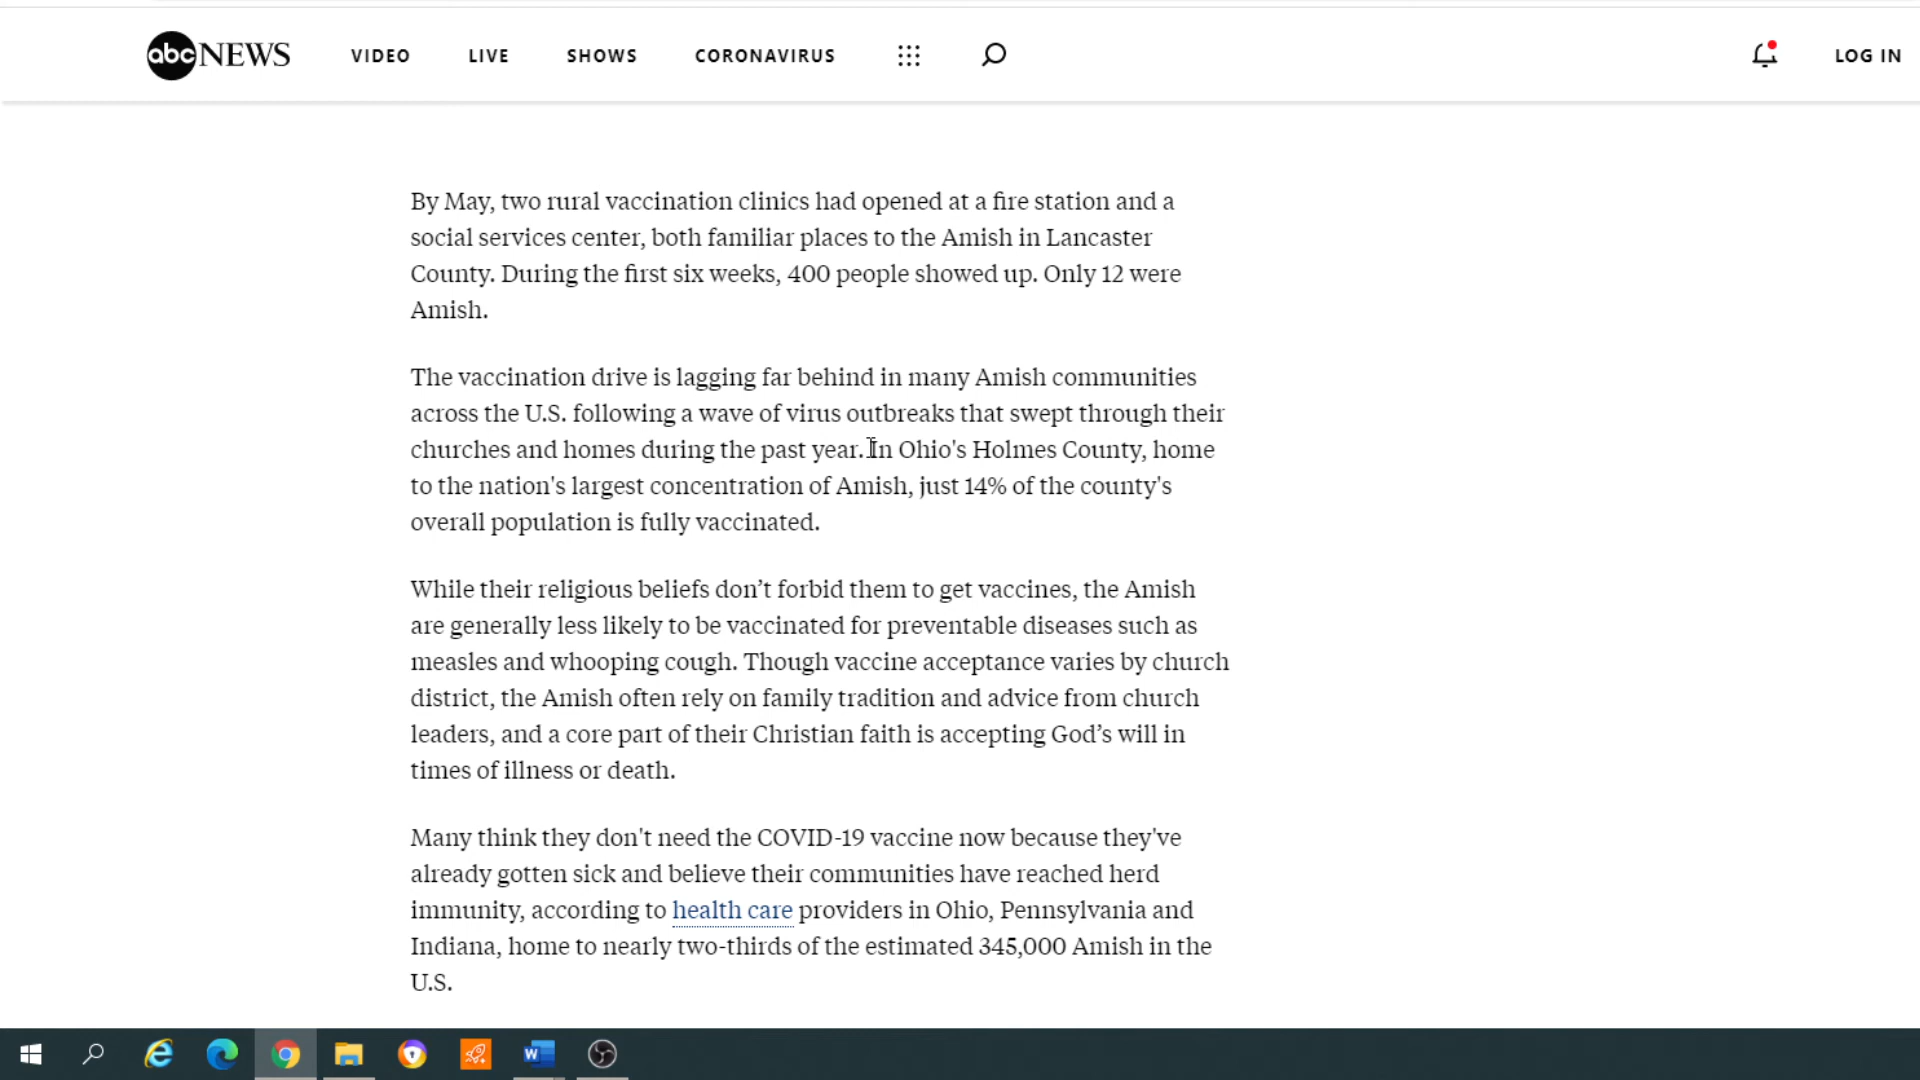 abc NEWS VIDEO LIVE SHOWS CORONAVIRUS LOG IN
By May, two rural vaccination clinics had opened at a fire station and a
social services center, both familiar places to the Amish in Lancaster
County. During the first six weeks, 400 people showed up. Only 12 were
Amish.
The vaccination drive is lagging far behind in many Amish communities
across the U.S. following a wave of virus outbreaks that swept through their
churches and homes during the past year. In Ohio's Holmes County, home
to the nation's largest concentration of Amish, just 14% of the county's
overall population is fully vaccinated.
While their religious beliefs don’t forbid them to get vaccines, the Amish
are generally less likely to be vaccinated for preventable diseases such as
measles and whooping cough. Though vaccine acceptance varies by church
district, the Amish often rely on family tradition and advice from church
leaders, and a core part of their Christian faith is accepting God’s will in
times of illness or death.
Many think they don't need the COVID-19 vaccine now because they've
already gotten sick and believe their communities have reached herd
immunity, according to health care providers in Ohio, Pennsylvania and
Indiana, home to nearly two-thirds of the estimated 345,000 Amish in the
U.S.